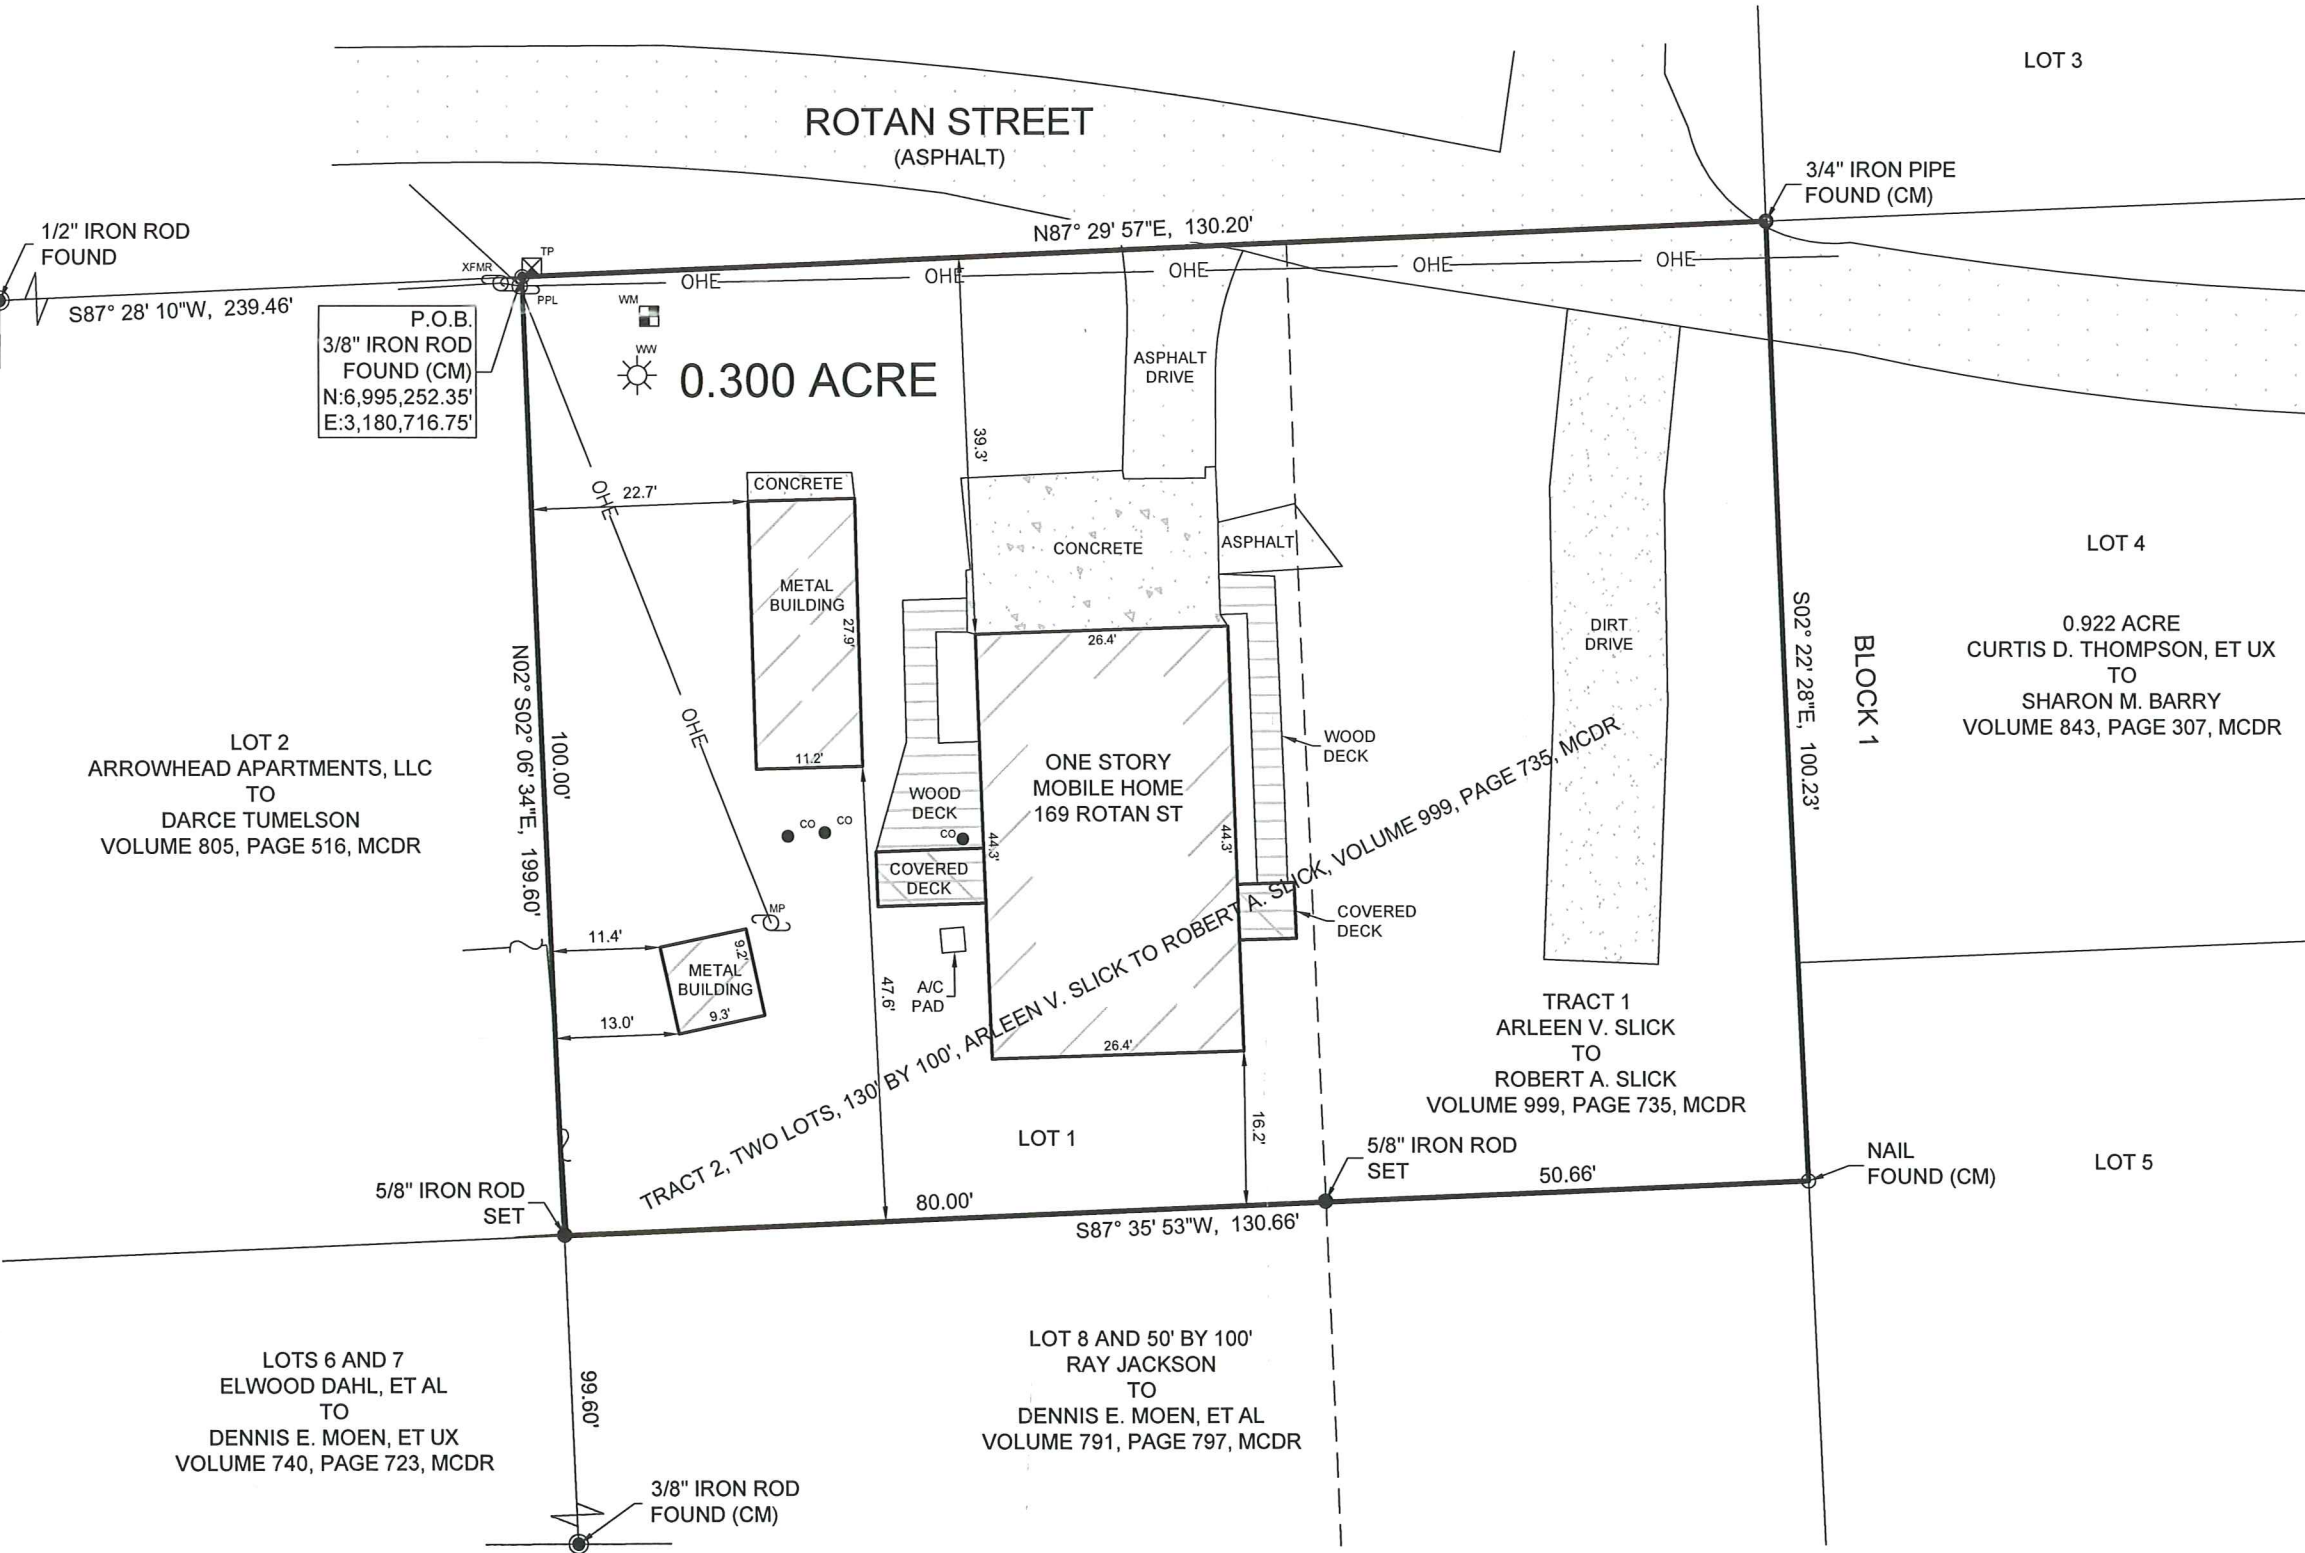 LOT 3
ROTAN STREET
(ASPHALT)
3/4" IRON PIPE
FOUND (CM)
1/2" IRON ROD
FOUND
N87° 29' 57"E, 130.20'
TP
XFMR
PPL
OHE
OHE
OHE
OHE
OHE
S87° 28' 10"W, 239.46'
P.O.B.
3/8" IRON ROD
FOUND (CM)
N:6,995,252.35'
E:3,180,716.75'
WM
WW
0.300 ACRE
ASPHALT
DRIVE
39.3'
OHE
22.7'
CONCRETE
METAL
BUILDING
27.9'
11.2'
CONCRETE
ASPHALT
LOT 4
0.922 ACRE
CURTIS D. THOMPSON, ET UX
TO
SHARON M. BARRY
VOLUME 843, PAGE 307, MCDR
BLOCK 1
S02° 22' 28"E, 100.23'
DIRT
DRIVE
26.4'
ONE STORY
MOBILE HOME
169 ROTAN ST
44.3'
44.3'
26.4'
WOOD
DECK
WOOD
DECK
OHE
N02° S02° 06' 34"E, 199.60'
100.00'
LOT 2
ARROWHEAD APARTMENTS, LLC
TO
DARCE TUMELSON
VOLUME 805, PAGE 516, MCDR
CO
CO
CO
COVERED
DECK
COVERED
DECK
MP
11.4'
METAL
BUILDING
9.2'
9.3'
13.0'
47.6'
A/C
PAD
TRACT 2, TWO LOTS, 130' BY 100', ARLEEN V. SLICK TO ROBERT A. SLICK, VOLUME 999, PAGE 735, MCDR
TRACT 1
ARLEEN V. SLICK
TO
ROBERT A. SLICK
VOLUME 999, PAGE 735, MCDR
LOT 1
16.2'
5/8" IRON ROD
SET
5/8" IRON ROD
SET
NAIL
FOUND (CM)
LOT 5
80.00'
50.66'
S87° 35' 53"W, 130.66'
LOTS 6 AND 7
ELWOOD DAHL, ET AL
TO
DENNIS E. MOEN, ET UX
VOLUME 740, PAGE 723, MCDR
99.60'
LOT 8 AND 50' BY 100'
RAY JACKSON
TO
DENNIS E. MOEN, ET AL
VOLUME 791, PAGE 797, MCDR
3/8" IRON ROD
FOUND (CM)